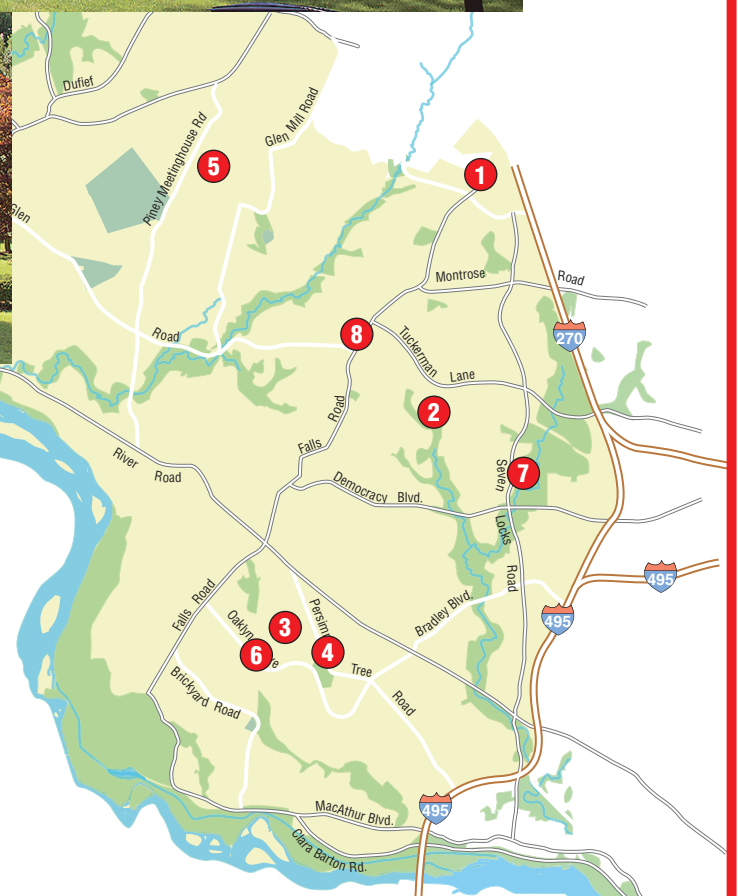 Dufief
Glen Mill Road
Piney Meetinghouse Rd
5
1
Glen
Montrose
Road
270
Road
8
Tuckerman
Lane
2
Road
Falls
River
Road
Democracy Blvd.
Seven
7
Locks
Road
495
495
Falls Road
Bradley Blvd.
3
4
6
Tree
Road
Brickyard Road
MacAthur Blvd.
495
Clara Barton Rd.